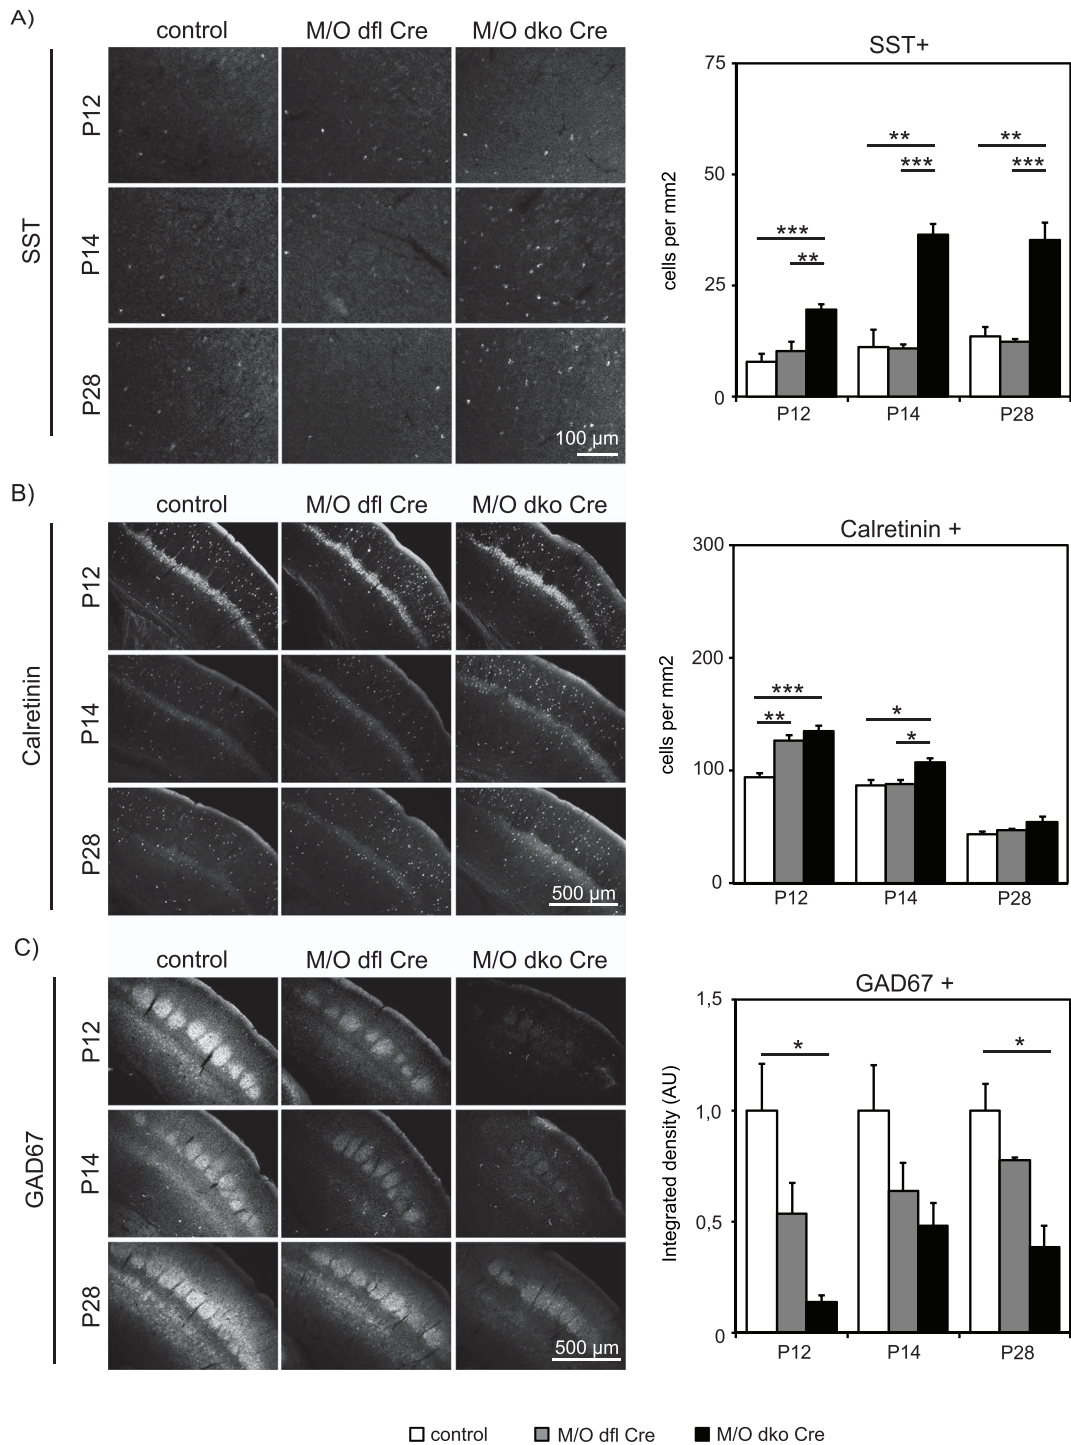 A)
control M/O dfl Cre M/O dko Cre
SST
P12
P14
P28
100 µm
SST+
cells per mm2
75
50
25
0
** **
*** ***
***
**
P12 P14 P28
B)
control M/O dfl Cre M/O dko Cre
Calretinin
P12
P14
P28
500 µm
Calretinin +
cells per mm2
300
200
100
0
***
**
*
*
P12 P14 P28
C)
control M/O dfl Cre M/O dko Cre
GAD67
P12
P14
P28
500 µm
GAD67 +
Integrated density (AU)
1,5
1,0
0,5
0
* *
P12 P14 P28
control M/O dfl Cre M/O dko Cre